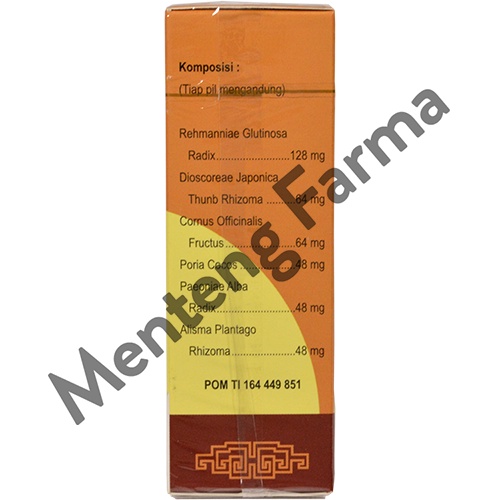 Komposisi :
(Tiap pil mengandung)
Rehmanniae Glutinosa
Radix....................128 mg
Dioscoreae Japonica
Thunb Rhizoma ........64 mg
Cornus Officinalis
Fructus...................64 mg
Poria Cocos ...............48 mg
Paeoniae Alba
Radix......................48 mg
Alisma Plantago
Rhizoma..................48 mg
POM TI 164 449 851
Menteng Farma